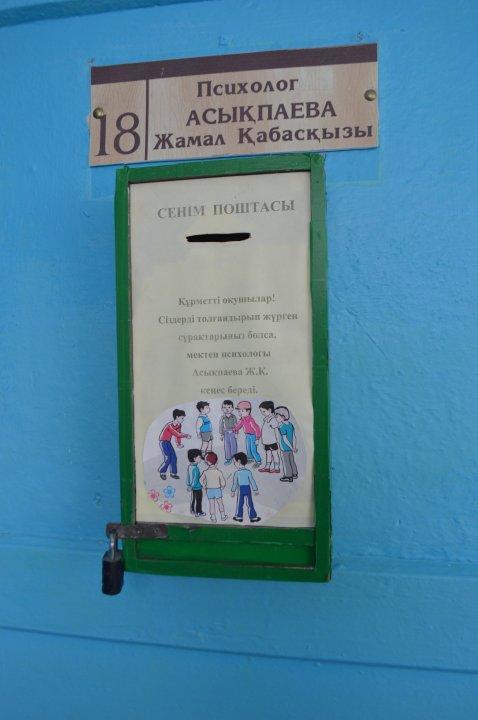 18
Психолог
АСЫҚПАЕВА
Жамал Қабасқызы
СЕНІМ ПОШТАСЫ
Құрметті оқушылар!
Сіздерді толғандырып жүрген
сұрақтарыңыз болса,
мектеп психологы
Асықпаева Ж.Қ.
кеңес береді.